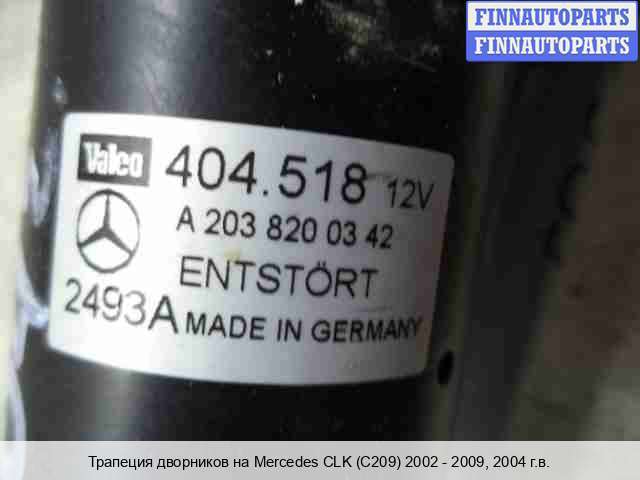 FINNAUTOPARTS
FINNAUTOPARTS
Valeo 404.518 12V
A 203 820 03 42
ENTSTÖRT
2493A MADE IN GERMANY
Трапеция дворников на Mercedes CLK (C209) 2002 - 2009, 2004 г.в.